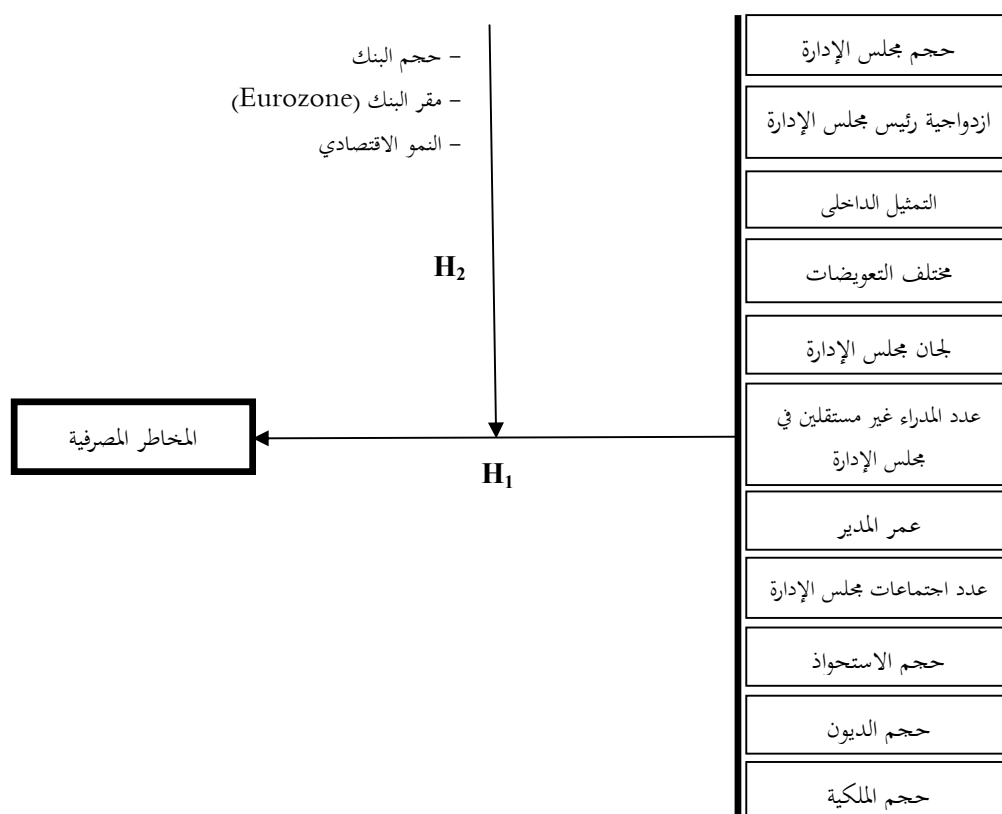 حجم مجلس الإدارة
ازدواجية رئيس مجلس الإدارة
التمثيل الداخلى
مختلف التعويضات
لجان مجلس الإدارة
عدد المدراء غير مستقلين في
مجلس الإدارة
عمر المدير
عدد اجتماعات مجلس الإدارة
حجم الاستحواذ
حجم الديون
حجم الملكية
– حجم البنك
– مقر البنك (Eurozone)
– النمو الاقتصادي
H₂
H₁
المخاطر المصرفية